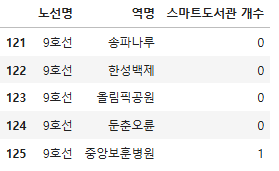 노선명 역명 스마트도서관 개수
121 9호선 송파나루 0
122 9호선 한성백제 0
123 9호선 올림픽공원 0
124 9호선 둔춘오륜 0
125 9호선 중앙보훈병원 1